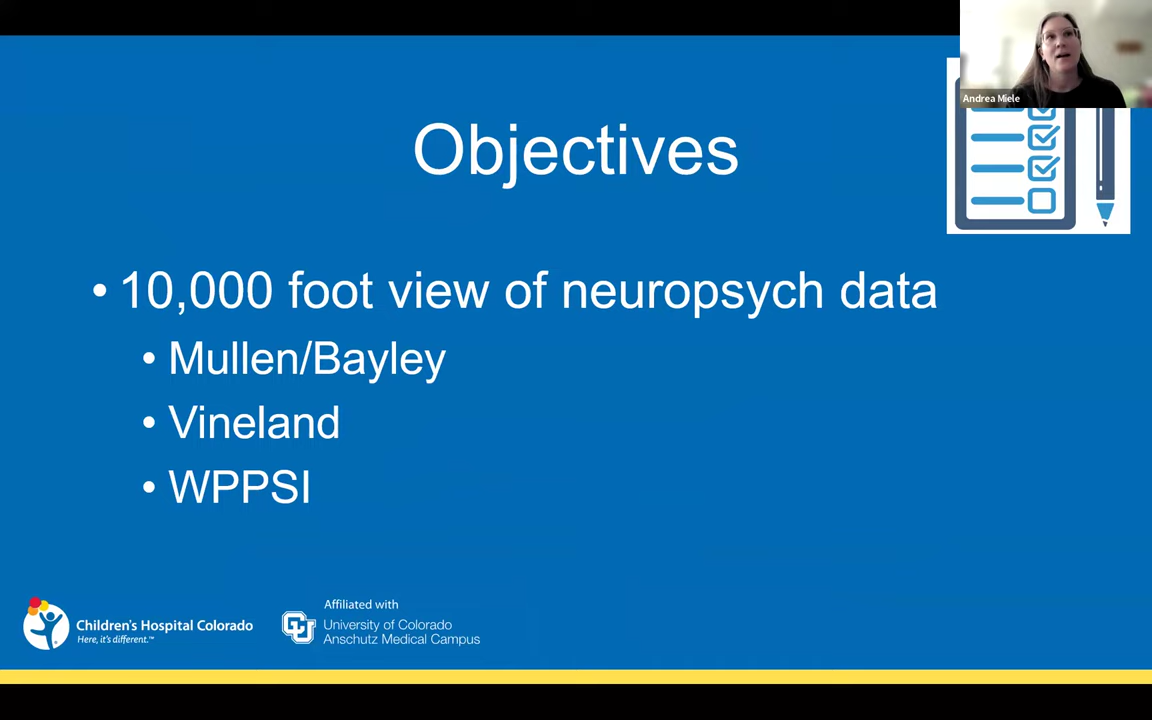 Andrea Miele
Objectives
• 10,000 foot view of neuropsych data
• Mullen/Bayley
• Vineland
• WPPSI
Children's Hospital Colorado
Here, it's different.™
Affiliated with
CU
University of Colorado
Anschutz Medical Campus